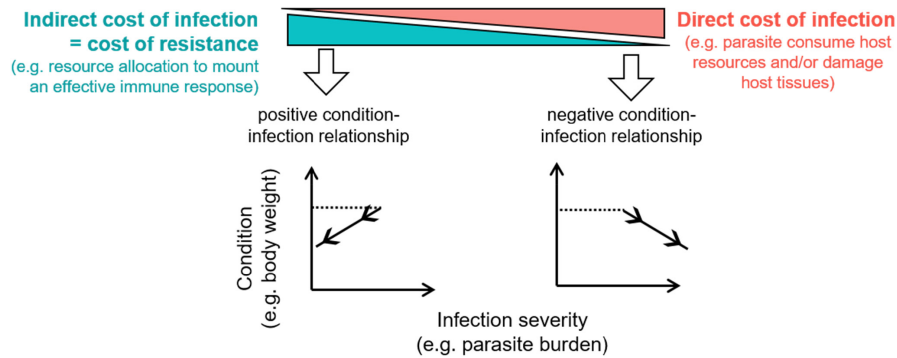 Indirect cost of infection
= cost of resistance
(e.g. resource allocation to mount
an effective immune response)
Direct cost of infection
(e.g. parasite consume host
resources and/or damage
host tissues)
positive condition-
infection relationship
negative condition-
infection relationship
Condition
(e.g. body weight)
Infection severity
(e.g. parasite burden)